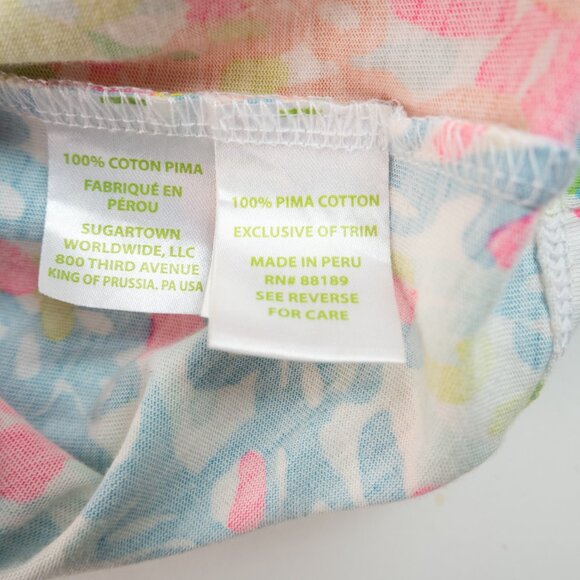 100% COTON PIMA
FABRIQUÉ EN
PÉROU
SUGARTOWN
WORLDWIDE, LLC
800 THIRD AVENUE
KING OF PRUSSIA, PA USA
100% PIMA COTTON
EXCLUSIVE OF TRIM
MADE IN PERU
RN# 88189
SEE REVERSE
FOR CARE